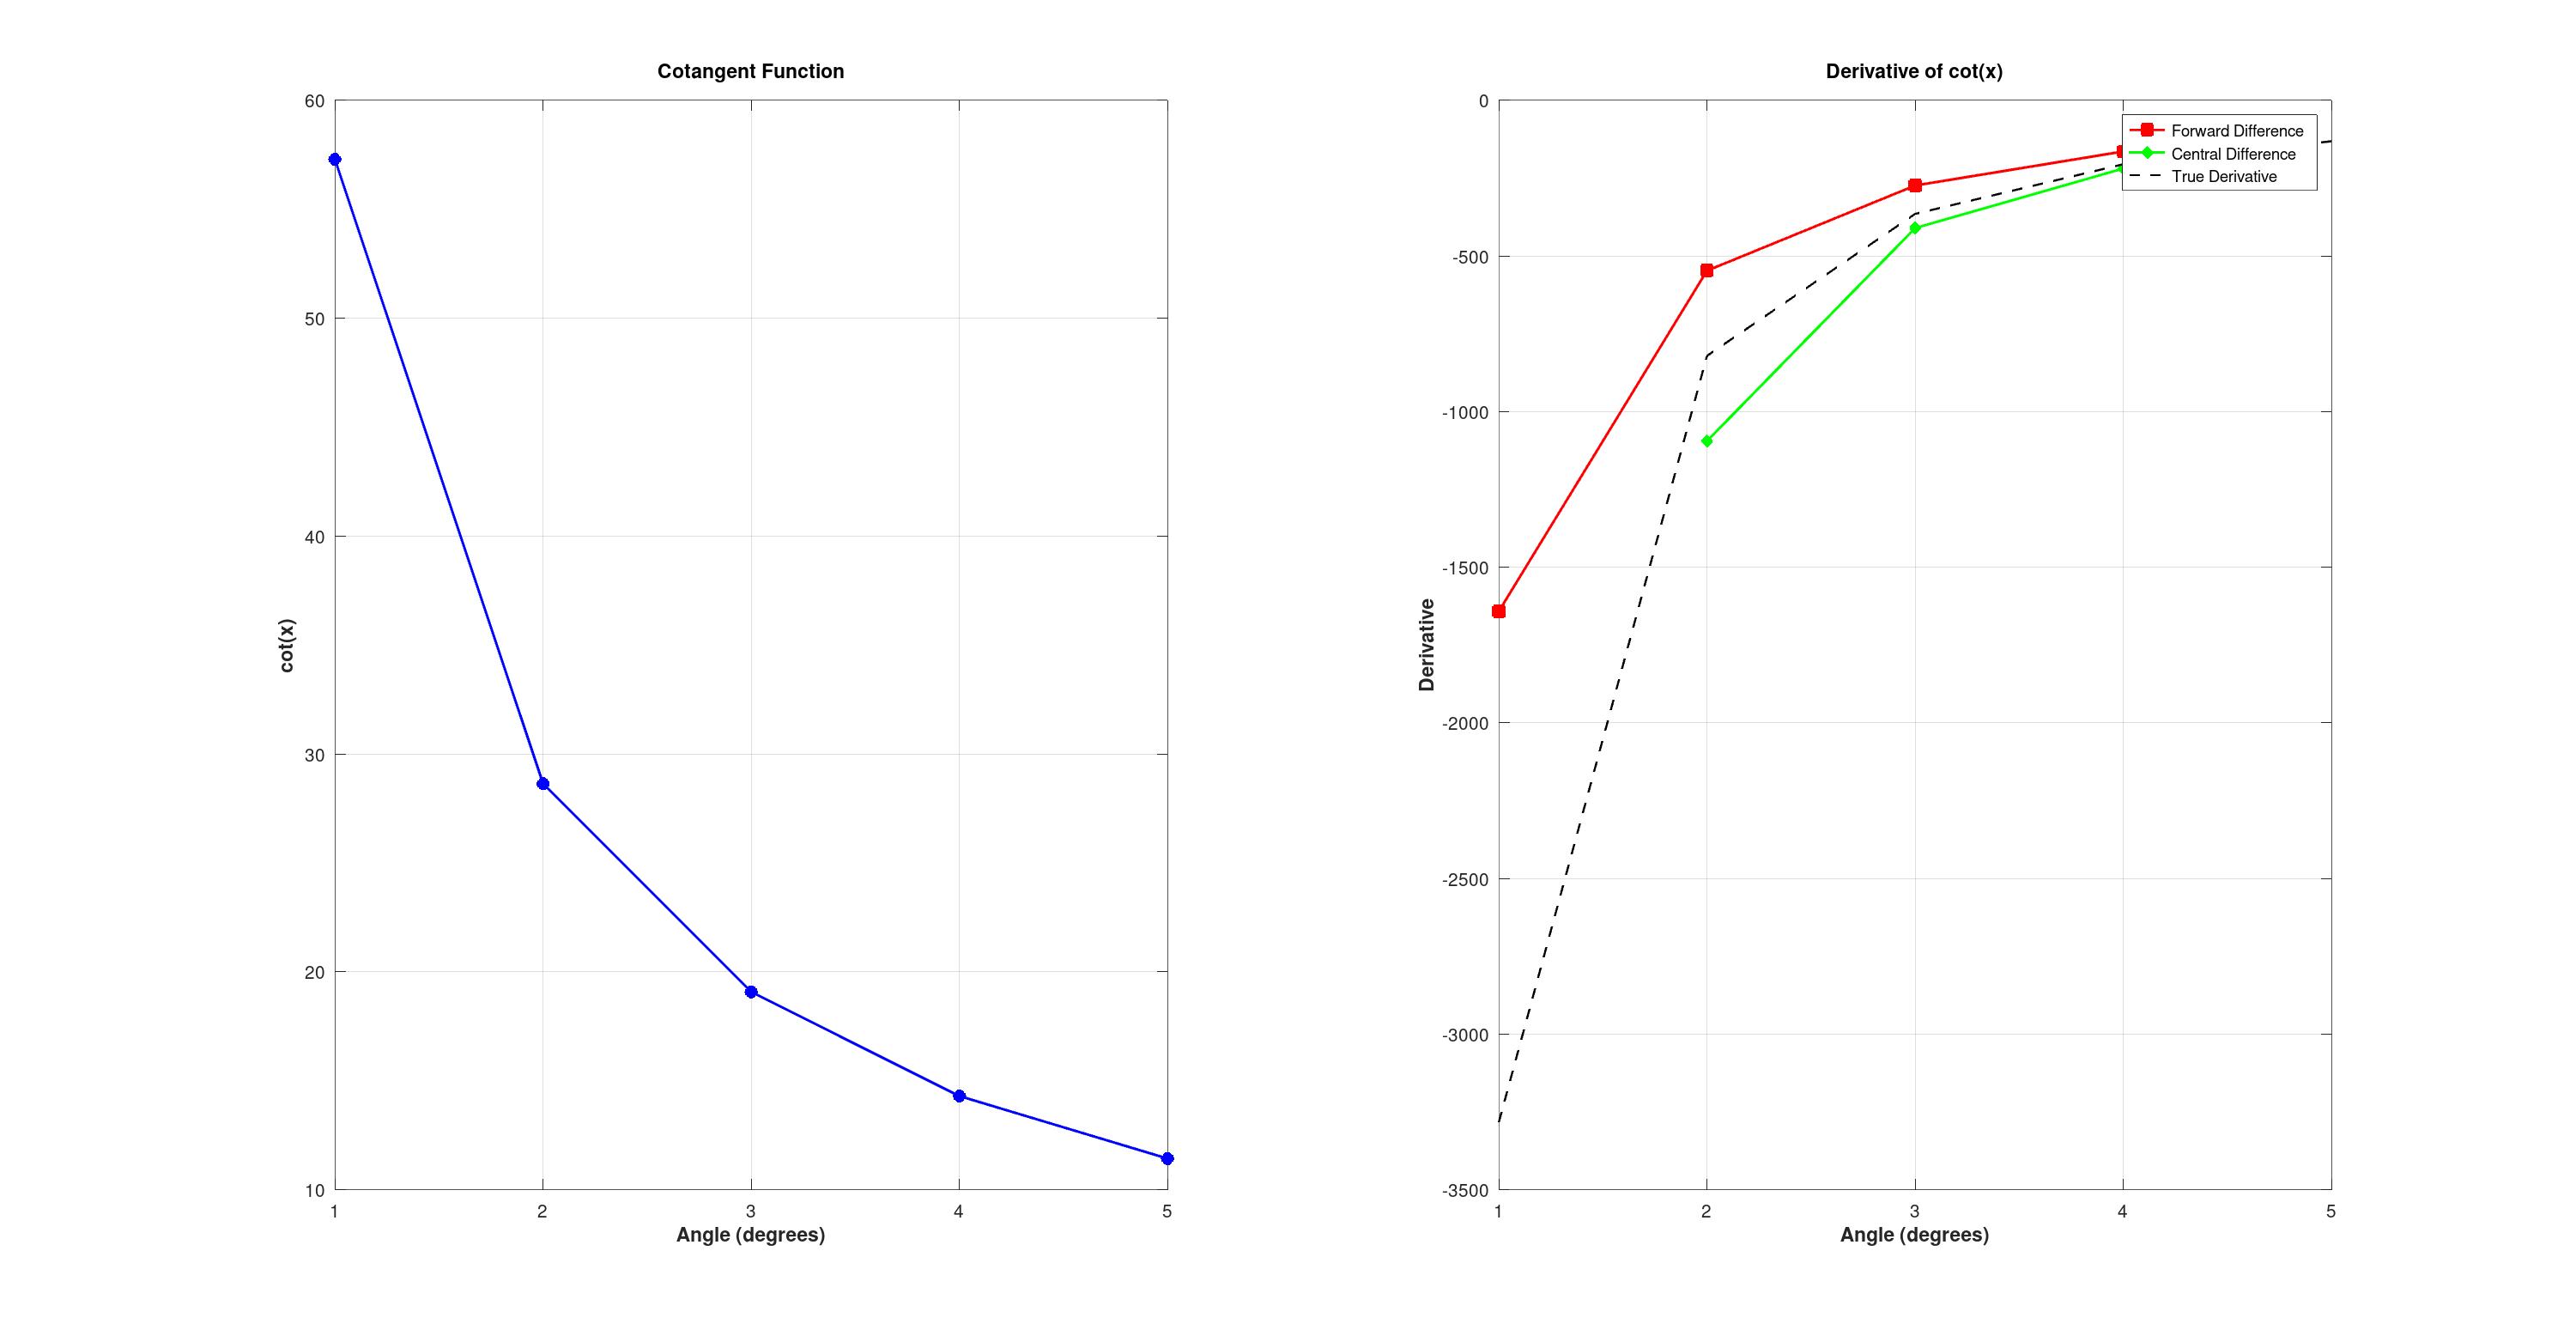 Cotangent Function
60
50
40
30
20
10
cot(x)
1 2 3 4 5
Angle (degrees)
Derivative of cot(x)
0
-500
-1000
-1500
-2000
-2500
-3000
-3500
Derivative
Forward Difference
Central Difference
True Derivative
1 2 3 4 5
Angle (degrees)